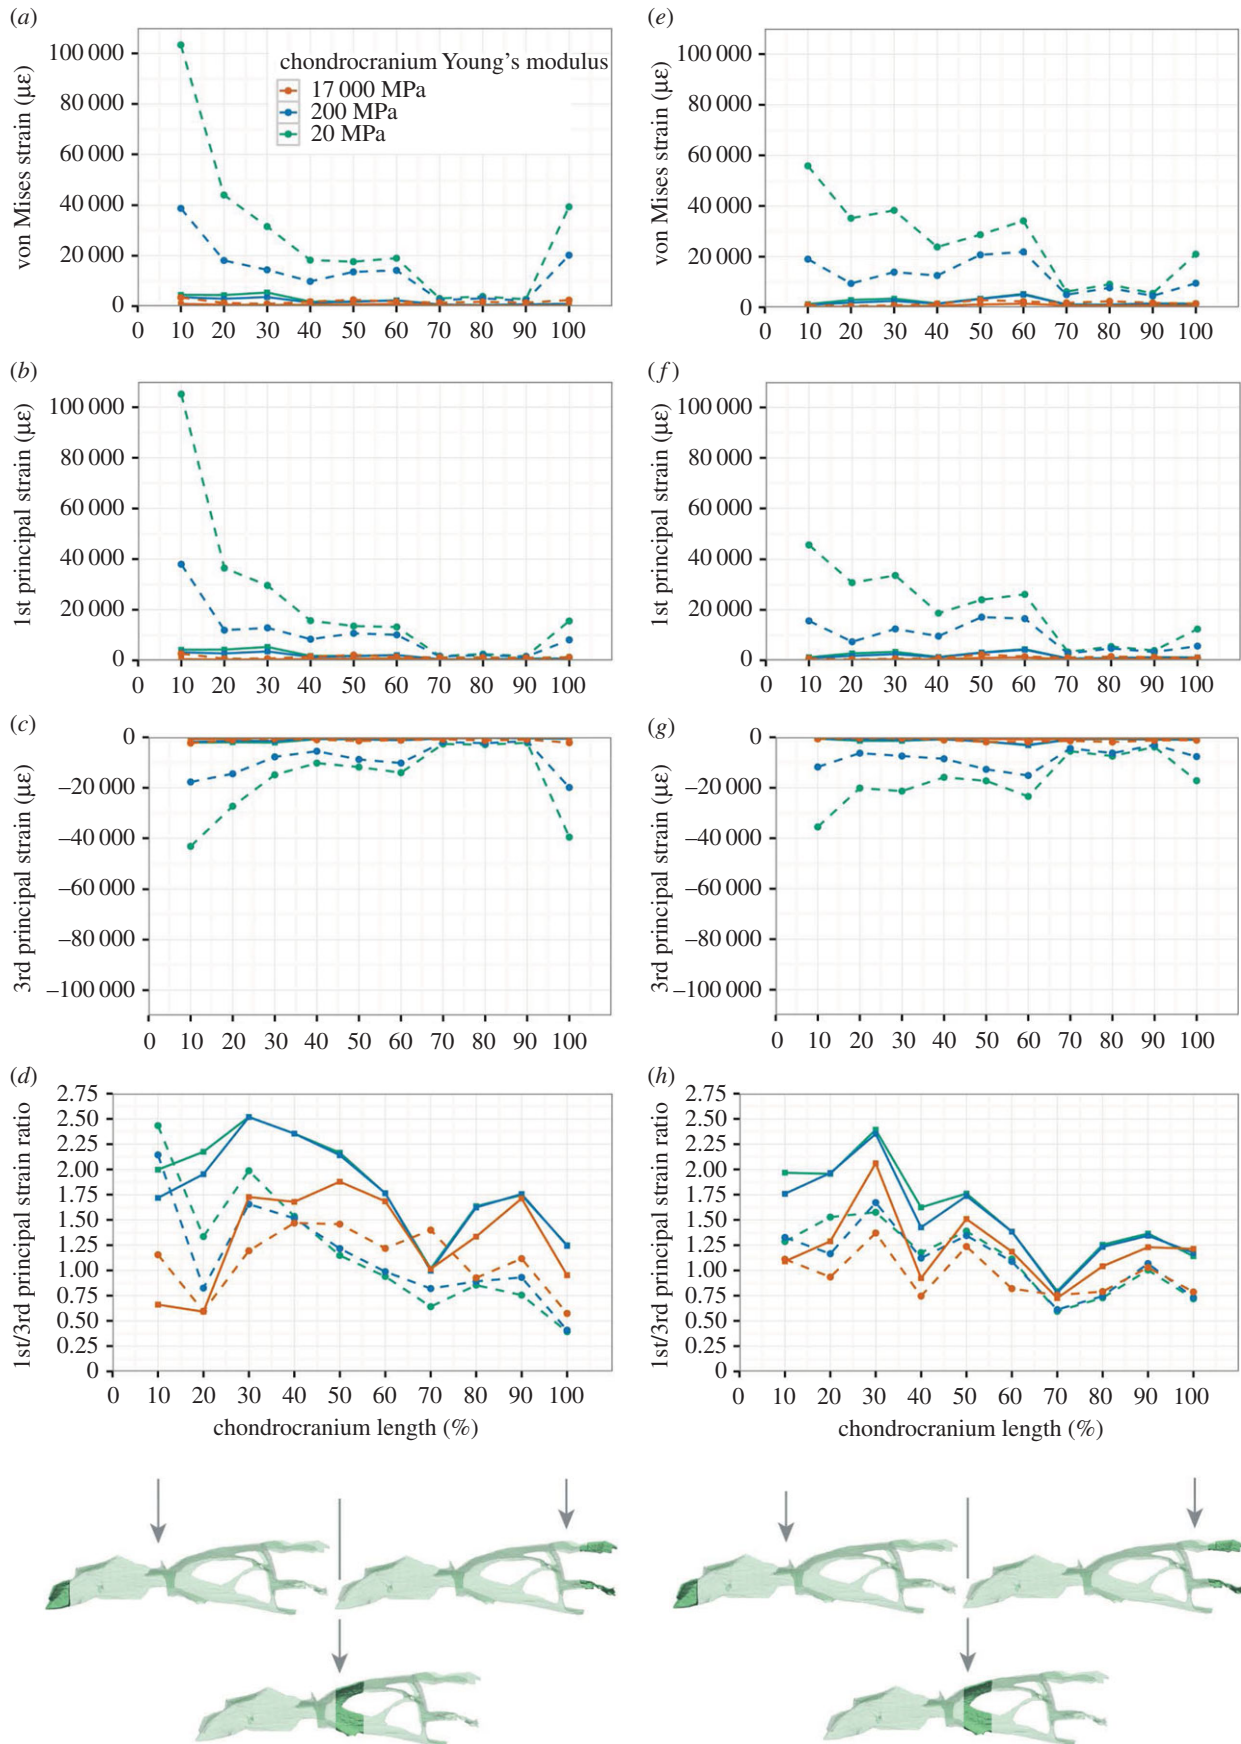 (a)
von Mises strain (με)
100 000
80 000
60 000
40 000
20 000
0
0 10 20 30 40 50 60 70 80 90 100
chondrocranium Young's modulus
17 000 MPa
200 MPa
20 MPa
(e)
von Mises strain (με)
100 000
80 000
60 000
40 000
20 000
0
0 10 20 30 40 50 60 70 80 90 100
(b)
1st principal strain (με)
100 000
80 000
60 000
40 000
20 000
0
0 10 20 30 40 50 60 70 80 90 100
(f)
1st principal strain (με)
100 000
80 000
60 000
40 000
20 000
0
0 10 20 30 40 50 60 70 80 90 100
(c)
3rd principal strain (με)
0
–20 000
–40 000
–60 000
–80 000
–100 000
0 10 20 30 40 50 60 70 80 90 100
(g)
3rd principal strain (με)
0
–20 000
–40 000
–60 000
–80 000
–100 000
0 10 20 30 40 50 60 70 80 90 100
(d)
1st/3rd principal strain ratio
2.75
2.50
2.25
2.00
1.75
1.50
1.25
1.00
0.75
0.50
0.25
0
0 10 20 30 40 50 60 70 80 90 100
chondrocranium length (%)
(h)
1st/3rd principal strain ratio
2.75
2.50
2.25
2.00
1.75
1.50
1.25
1.00
0.75
0.50
0.25
0
0 10 20 30 40 50 60 70 80 90 100
chondrocranium length (%)